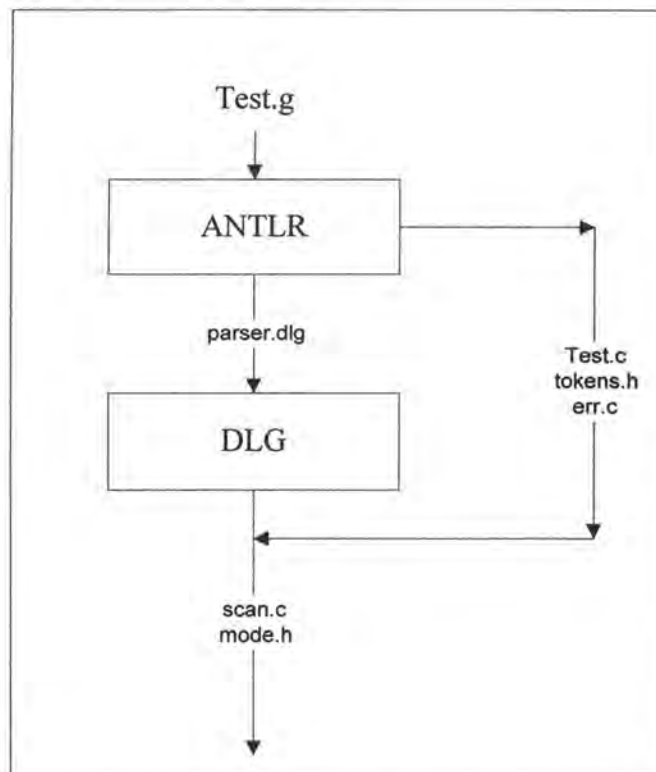 Test.g
ANTLR
parser.dlg
Test.c
tokens.h
err.c
DLG
scan.c
mode.h